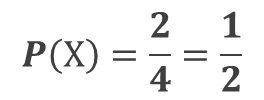 P(X) = 2/4 = 1/2